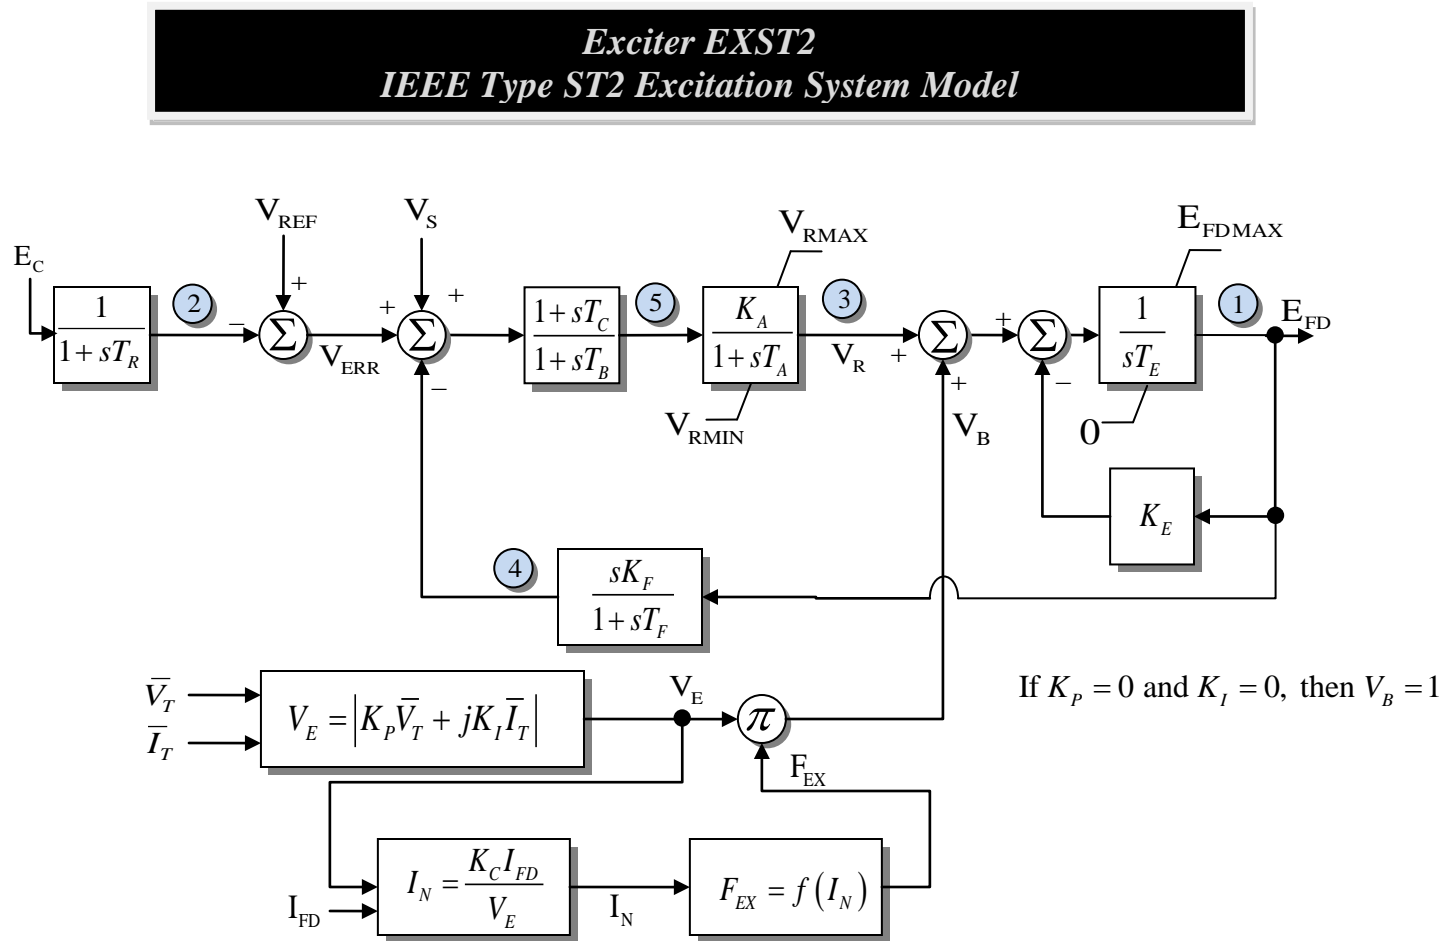 Exciter EXST2
IEEE Type ST2 Excitation System Model
V_REF
V_S
V_RMAX
E_FDMAX
E_C
1 / (1 + sT_R)
2
−
+
Σ
V_ERR
+
+
−
Σ
(1 + sT_C) / (1 + sT_B)
5
K_A / (1 + sT_A)
V_RMIN
3
V_R
+
Σ
+
V_B
+
Σ
−
1 / (sT_E)
0
1
E_FD
K_E
4
sK_F / (1 + sT_F)
V̅_T
I̅_T
V_E = |K_P V̅_T + jK_I I̅_T|
V_E
π
F_EX
If K_P = 0 and K_I = 0, then V_B = 1
I_FD
I_N = K_C I_FD / V_E
I_N
F_EX = f(I_N)